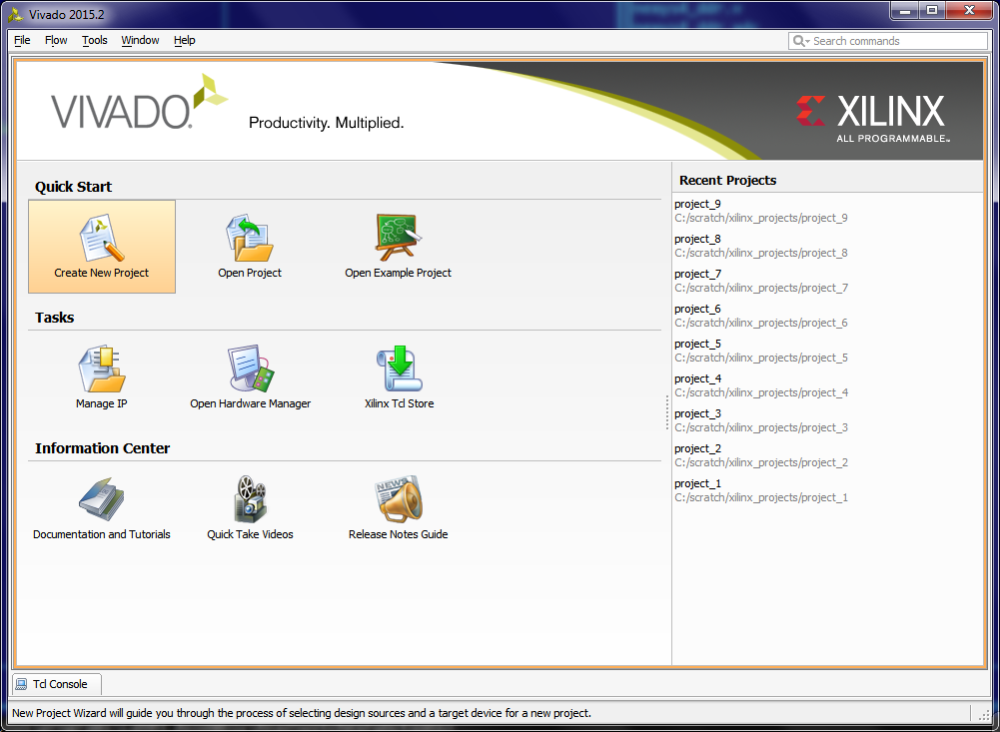 Vivado 2015.2
File Flow Tools Window Help
Search commands
VIVADO.
Productivity. Multiplied.
XILINX
ALL PROGRAMMABLE™
Quick Start
Create New Project
Open Project
Open Example Project
Tasks
Manage IP
Open Hardware Manager
Xilinx Tcl Store
Information Center
NEWS
Documentation and Tutorials
Quick Take Videos
Release Notes Guide
Recent Projects
project_9
C:/scratch/xilinx_projects/project_9
project_8
C:/scratch/xilinx_projects/project_8
project_7
C:/scratch/xilinx_projects/project_7
project_6
C:/scratch/xilinx_projects/project_6
project_5
C:/scratch/xilinx_projects/project_5
project_4
C:/scratch/xilinx_projects/project_4
project_3
C:/scratch/xilinx_projects/project_3
project_2
C:/scratch/xilinx_projects/project_2
project_1
C:/scratch/xilinx_projects/project_1
Tcl Console
New Project Wizard will guide you through the process of selecting design sources and a target device for a new project.